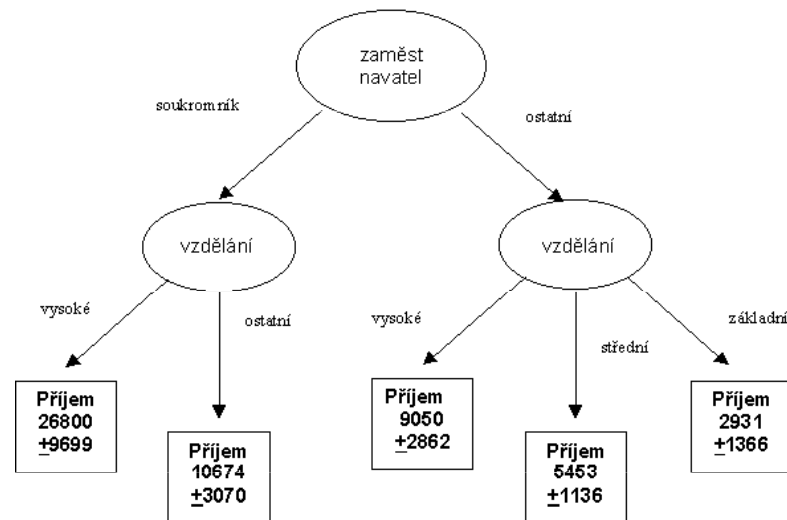 zaměst
navatel
soukromník
ostatní
vzdělání
vzdělání
vysoké
ostatní
vysoké
střední
základní
Příjem
26800
±9699
Příjem
10674
±3070
Příjem
9050
±2862
Příjem
5453
±1136
Příjem
2931
±1366